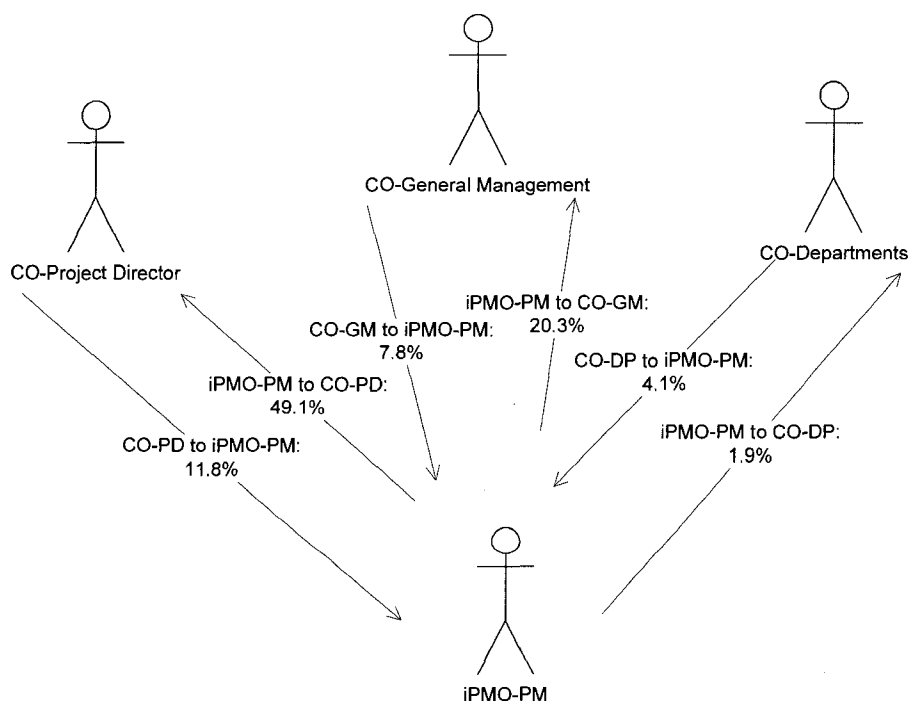 CO-General Management
CO-Project Director
CO-Departments
iPMO-PM to CO-GM:
20.3%
CO-GM to iPMO-PM:
7.8%
CO-DP to iPMO-PM:
4.1%
iPMO-PM to CO-PD:
49.1%
iPMO-PM to CO-DP:
1.9%
CO-PD to iPMO-PM:
11.8%
iPMO-PM